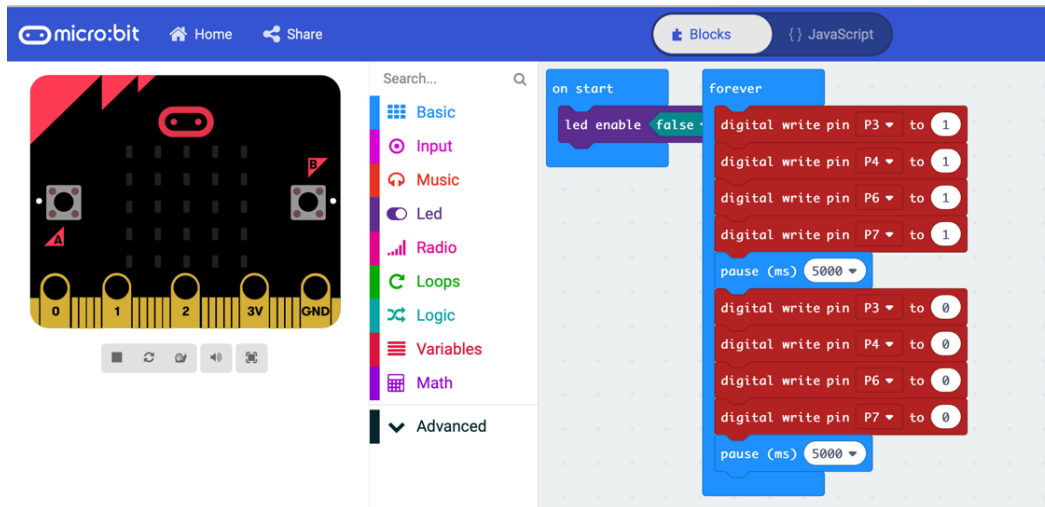 micro:bit Home Share Blocks {} JavaScript
B
A
0 1 2 3V GND
Search...
Basic
Input
Music
Led
Radio
Loops
Logic
Variables
Math
Advanced
on start
led enable false
forever
digital write pin P3 to 1
digital write pin P4 to 1
digital write pin P6 to 1
digital write pin P7 to 1
pause (ms) 5000
digital write pin P3 to 0
digital write pin P4 to 0
digital write pin P6 to 0
digital write pin P7 to 0
pause (ms) 5000